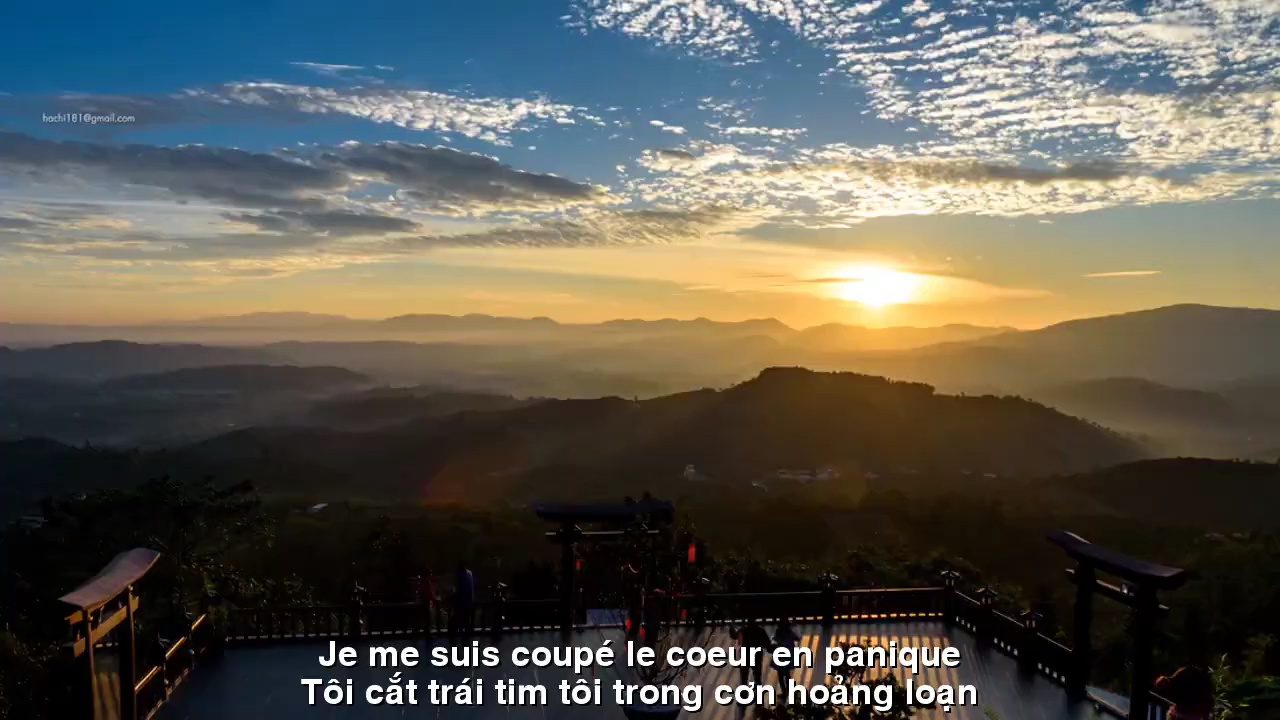 hachi181@gmail.com
Je me suis coupé le coeur en panique
Tôi cắt trái tim tôi trong cơn hoảng loạn